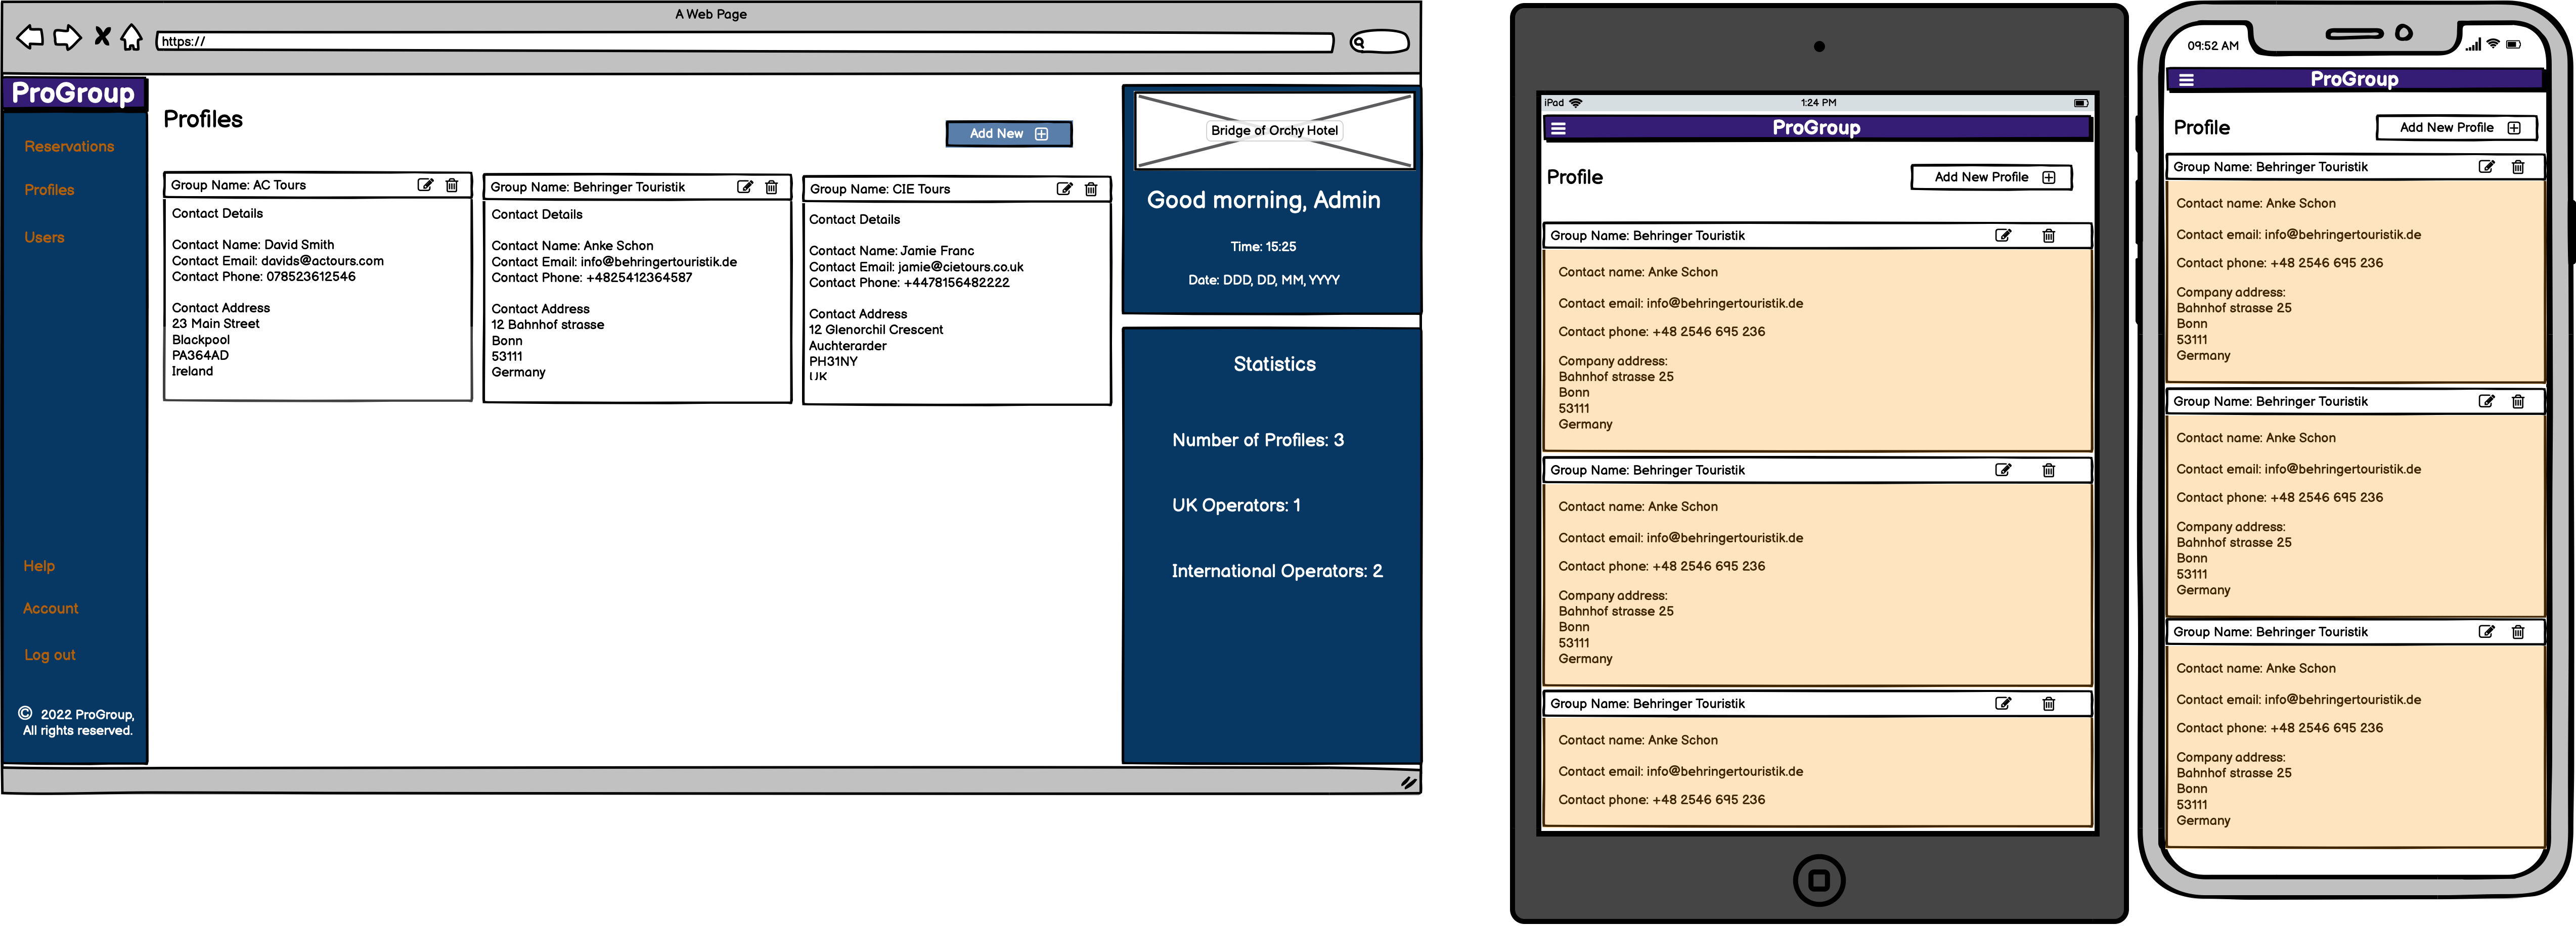 A Web Page
https://
ProGroup
Reservations
Profiles
Users
Help
Account
Log out
© 2022 ProGroup,
All rights reserved.
Profiles
Add New
Group Name: AC Tours
Contact Details
Contact Name: David Smith
Contact Email: davids@actours.com
Contact Phone: 078523612546
Contact Address
23 Main Street
Blackpool
PA364AD
Ireland
Group Name: Behringer Touristik
Contact Details
Contact Name: Anke Schon
Contact Email: info@behringertouristik.de
Contact Phone: +4825412364587
Contact Address
12 Bahnhof strasse
Bonn
53111
Germany
Group Name: CIE Tours
Contact Details
Contact Name: Jamie Franc
Contact Email: jamie@cietours.co.uk
Contact Phone: +4478156482222
Contact Address
12 Glenorchil Crescent
Auchterarder
PH31NY
UK
Bridge of Orchy Hotel
Good morning, Admin
Time: 15:25
Date: DDD, DD, MM, YYYY
Statistics
Number of Profiles: 3
UK Operators: 1
International Operators: 2
iPad
1:24 PM
ProGroup
Profile
Add New Profile
Group Name: Behringer Touristik
Contact name: Anke Schon
Contact email: info@behringertouristik.de
Contact phone: +48 2546 695 236
Company address:
Bahnhof strasse 25
Bonn
53111
Germany
Group Name: Behringer Touristik
Contact name: Anke Schon
Contact email: info@behringertouristik.de
Contact phone: +48 2546 695 236
Company address:
Bahnhof strasse 25
Bonn
53111
Germany
Group Name: Behringer Touristik
Contact name: Anke Schon
Contact email: info@behringertouristik.de
Contact phone: +48 2546 695 236
09:52 AM
ProGroup
Profile
Add New Profile
Group Name: Behringer Touristik
Contact name: Anke Schon
Contact email: info@behringertouristik.de
Contact phone: +48 2546 695 236
Company address:
Bahnhof strasse 25
Bonn
53111
Germany
Group Name: Behringer Touristik
Contact name: Anke Schon
Contact email: info@behringertouristik.de
Contact phone: +48 2546 695 236
Company address:
Bahnhof strasse 25
Bonn
53111
Germany
Group Name: Behringer Touristik
Contact name: Anke Schon
Contact email: info@behringertouristik.de
Contact phone: +48 2546 695 236
Company address:
Bahnhof strasse 25
Bonn
53111
Germany